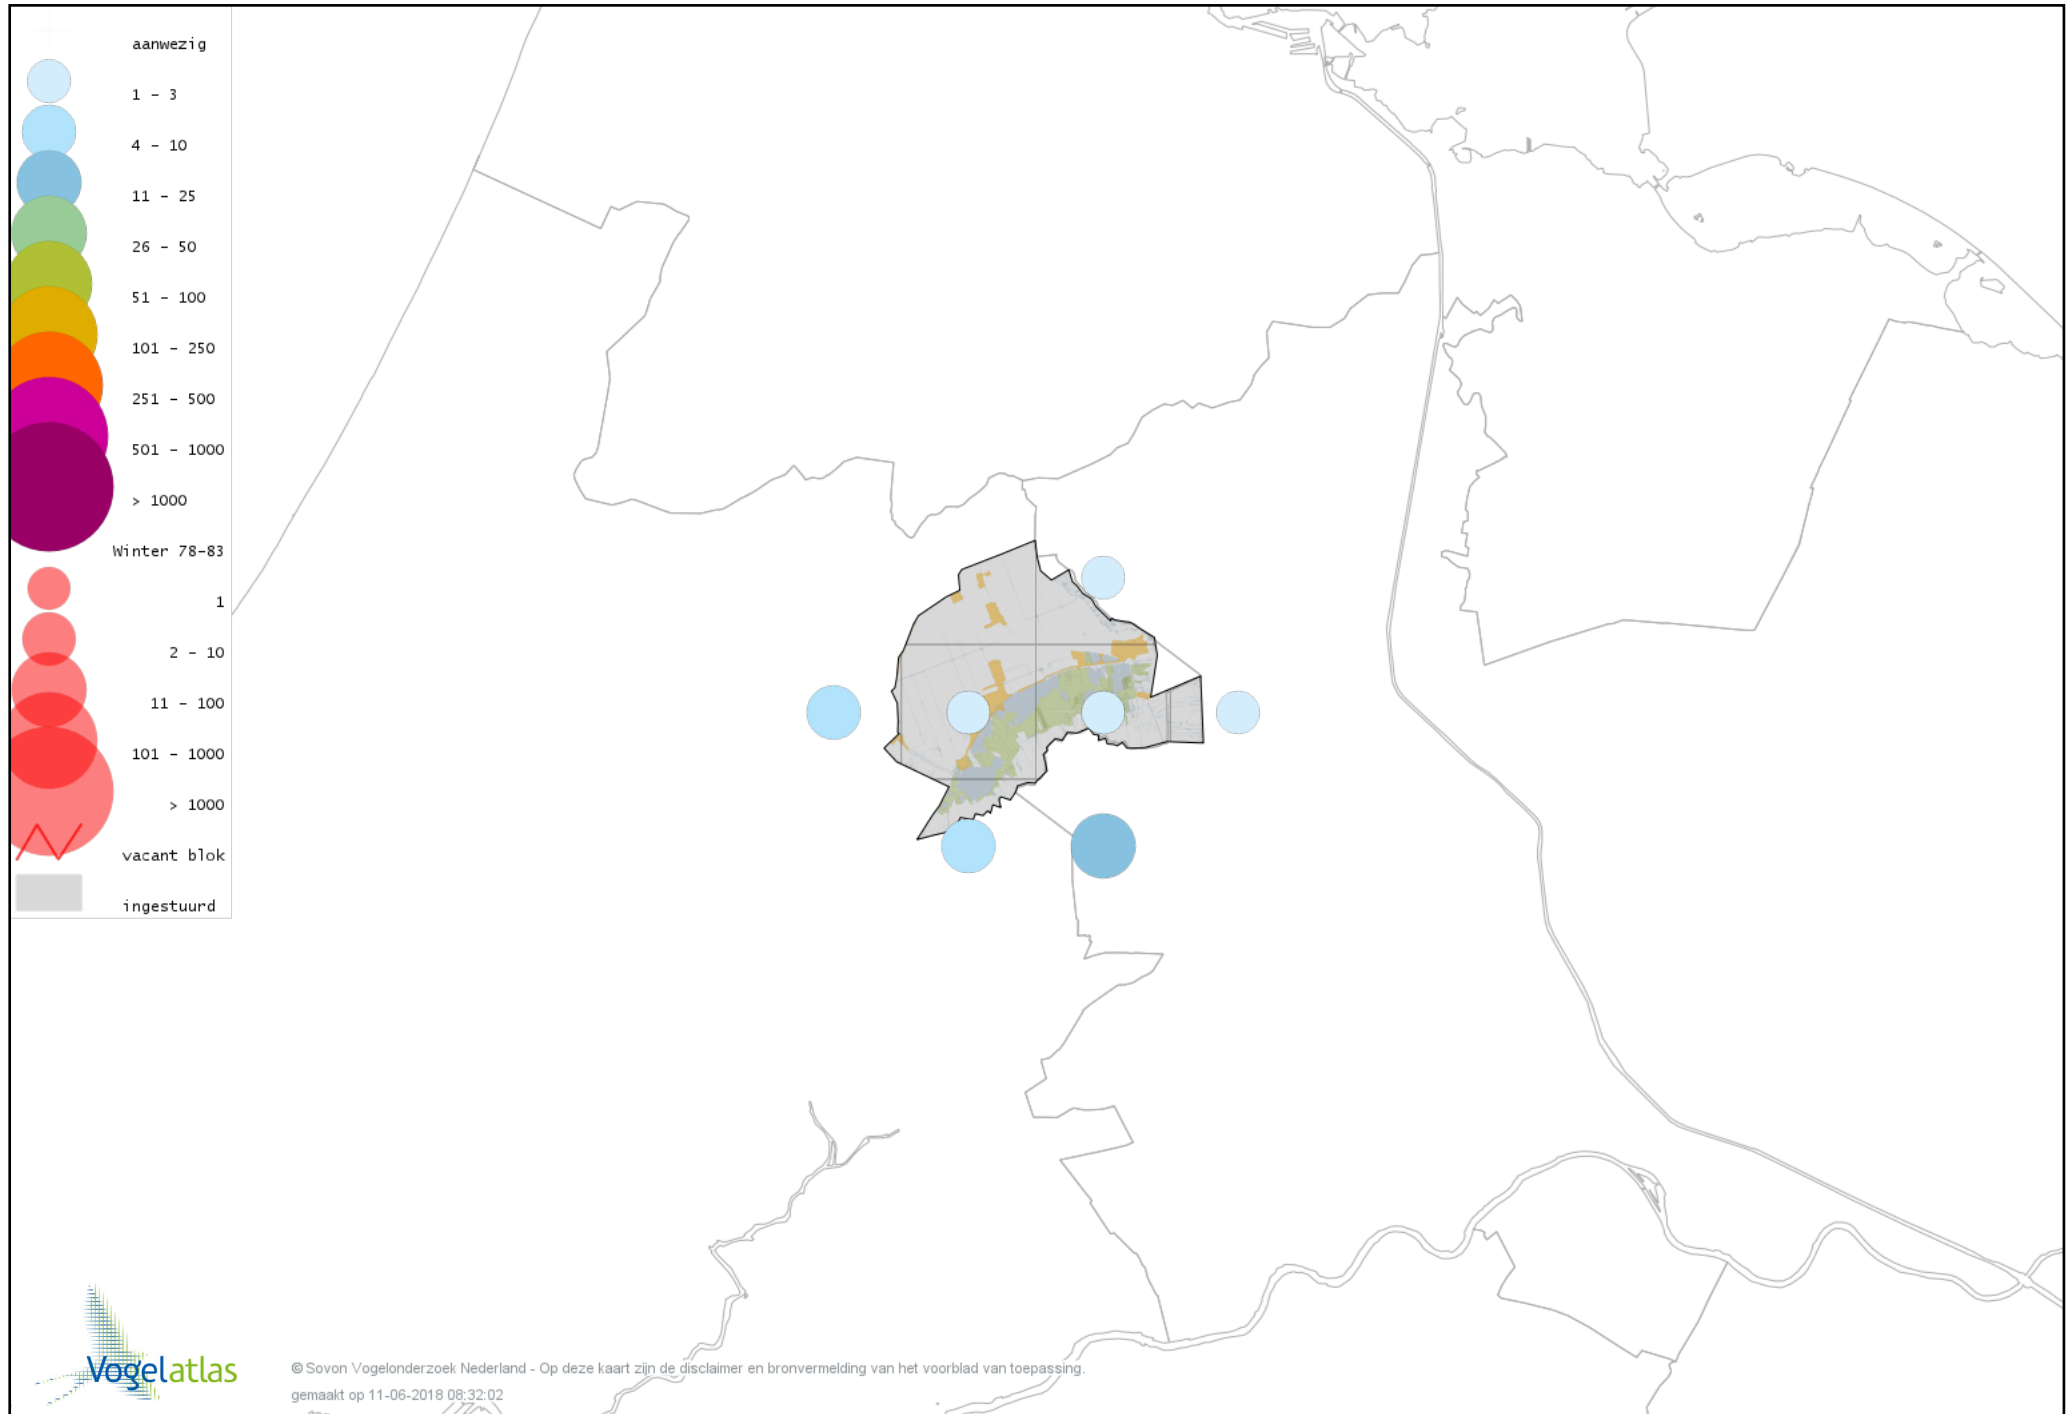 aanwezig
1 - 3
4 - 10
11 - 25
26 - 50
51 - 100
101 - 250
251 - 500
501 - 1000
> 1000
Winter 78-83
1
2 - 10
11 - 100
101 - 1000
> 1000
vacant blok
ingestuurd
Vogelatlas
© Sovon Vogelonderzoek Nederland - Op deze kaart zijn de disclaimer en bronvermelding van het voorblad van toepassing.
gemaakt op 11-06-2018 08:32:02